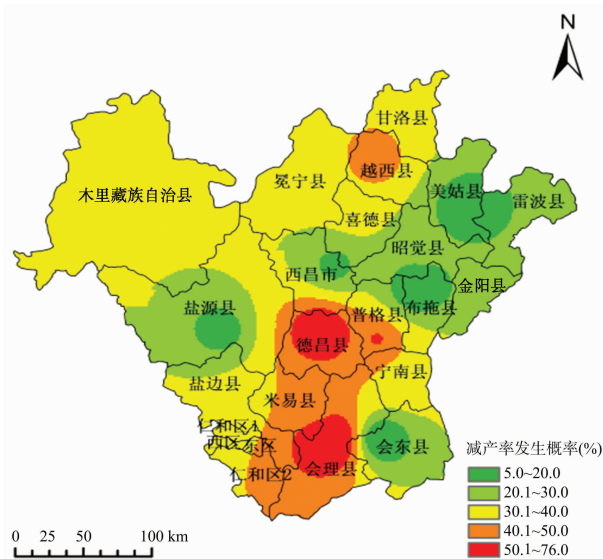 N
甘洛县
越西县
冕宁县
美姑县
木里藏族自治县
雷波县
喜德县
昭觉县
西昌市
金阳县
盐源县
布拖县
普格县
德昌县
宁南县
盐边县
米易县
仁和区1
西区
东区
会东县
会理县
仁和区2
减产率发生概率(%)
5.0~20.0
20.1~30.0
30.1~40.0
40.1~50.0
50.1~76.0
0 25 50 100 km